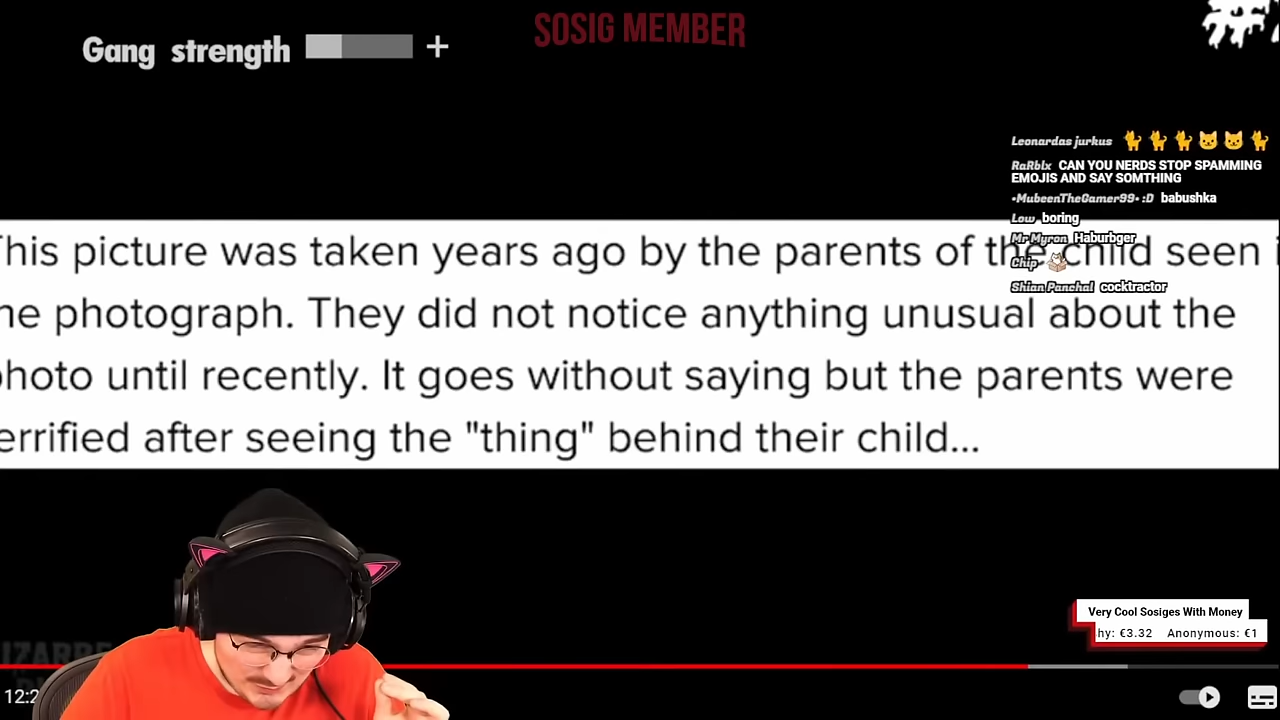 SOSIG MEMBER
Gang strength +
Leonardas jurkus
RaRblx CAN YOU NERDS STOP SPAMMING
EMOJIS AND SAY SOMTHING
•MubeenTheGamer99• :D babushka
Low boring
Mr Myron Haburbger
Chip
Shian Panchal cocktractor
his picture was taken years ago by the parents of the child seen i
he photograph. They did not notice anything unusual about the
hoto until recently. It goes without saying but the parents were
errified after seeing the "thing" behind their child...
Very Cool Sosiges With Money
hy: €3.32 Anonymous: €1
IZARRE
12:2